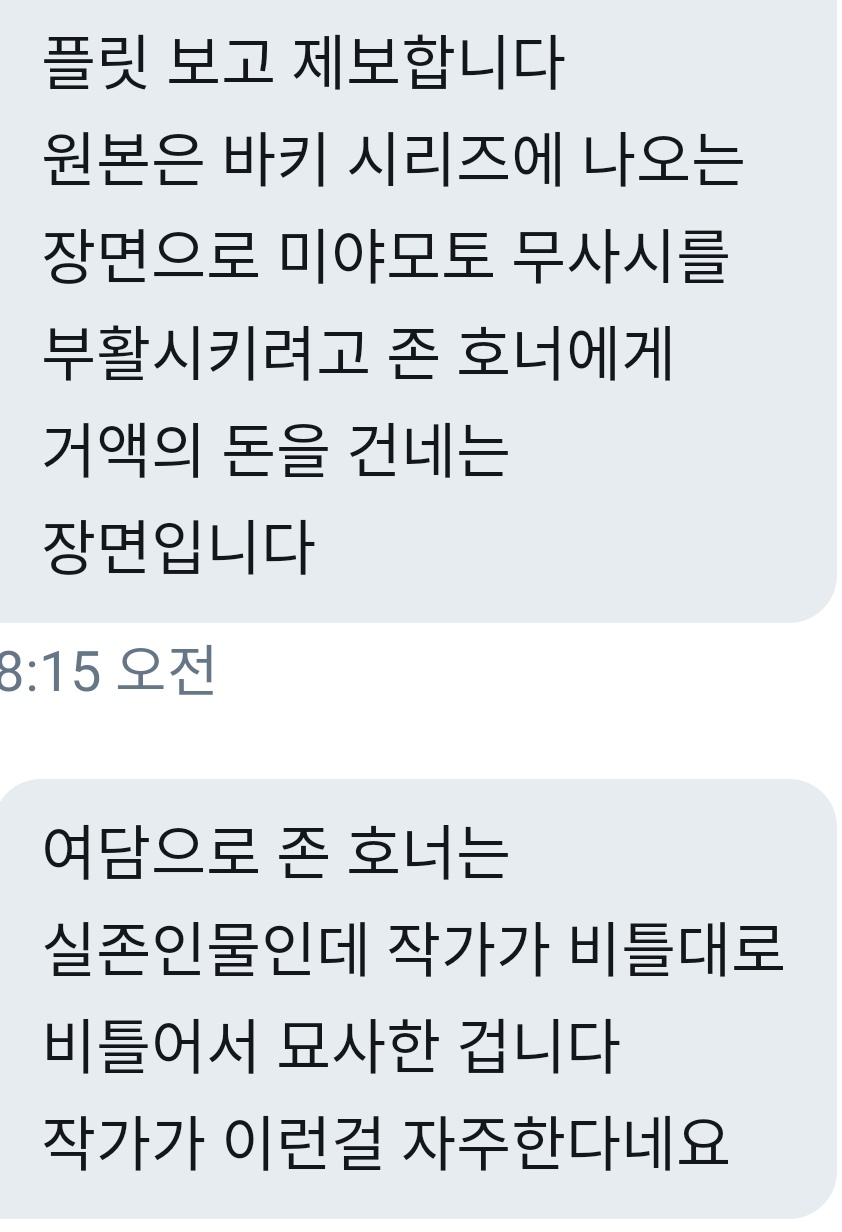 플릿 보고 제보합니다
원본은 바키 시리즈에 나오는
장면으로 미야모토 무사시를
부활시키려고 존 호너에게
거액의 돈을 건네는
장면입니다
8:15 오전
여담으로 존 호너는
실존인물인데 작가가 비틀대로
비틀어서 묘사한 겁니다
작가가 이런걸 자주한다네요